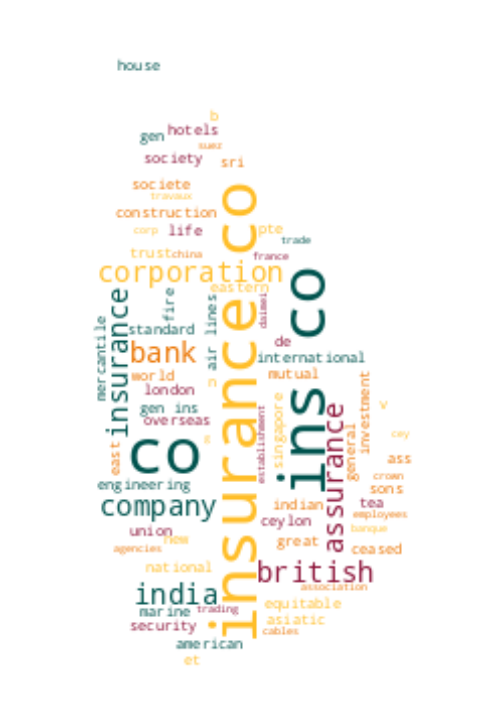 house
b
gen
hotels
suez
society
sri
societe
travaux
construction
corp
life
pte
trade
trust
china
france
corporation
eastern
insurance co
ins co
insurance
mercantile
fire
air lines
daimei
standard
de
bank
international
world
mutual
n
london
gen ins
overseas
singapore
establishment
investment
v
assurance
general
cey
co
east
ass
engineering
crown
sons
company
indian
tea
employees
ceylon
union
new
great
banque
agencies
ceased
national
british
association
india
marine
trading
equitable
asiatic
security
cables
american
et